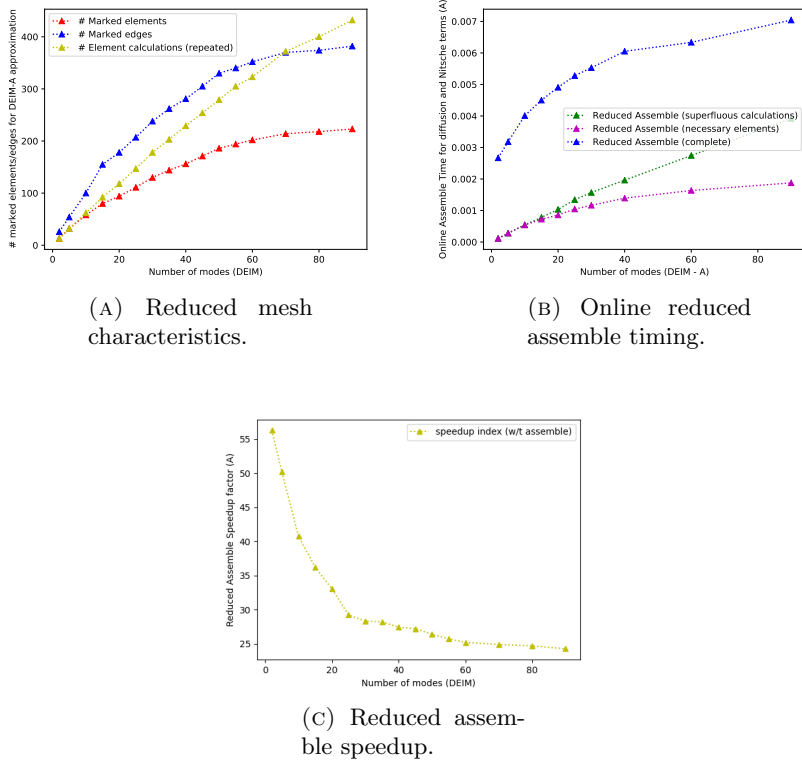 # marked elements/edges for DEIM-A approximation
400
300
200
100
0
# Marked elements
# Marked edges
# Element calculations (repeated)
0 20 40 60 80
Number of modes (DEIM)
Online Assemble Time for diffusion and Nitsche terms (A)
0.007
0.006
0.005
0.004
0.003
0.002
0.001
0.000
Reduced Assemble (superfluous calculations)
Reduced Assemble (necessary elements)
Reduced Assemble (complete)
0 20 40 60 80
Number of modes (DEIM - A)
(A) Reduced mesh
characteristics.
(B) Online reduced
assemble timing.
Reduced Assemble Speedup factor (A)
55
50
45
40
35
30
25
speedup index (w/t assemble)
0 20 40 60 80
Number of modes (DEIM)
(C) Reduced assem-
ble speedup.